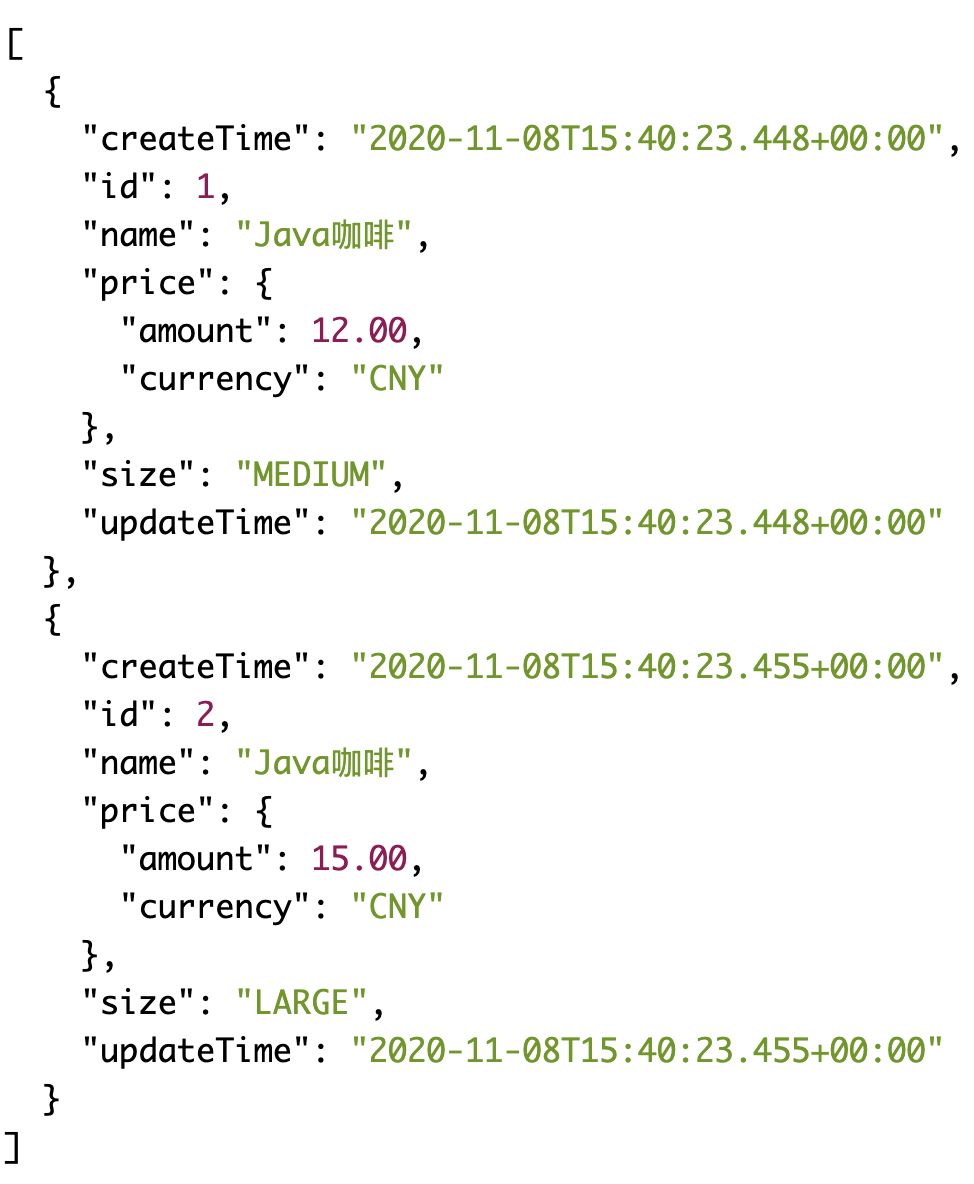 [
  {
    "createTime": "2020-11-08T15:40:23.448+00:00",
    "id": 1,
    "name": "Java咖啡",
    "price": {
      "amount": 12.00,
      "currency": "CNY"
    },
    "size": "MEDIUM",
    "updateTime": "2020-11-08T15:40:23.448+00:00"
  },
  {
    "createTime": "2020-11-08T15:40:23.455+00:00",
    "id": 2,
    "name": "Java咖啡",
    "price": {
      "amount": 15.00,
      "currency": "CNY"
    },
    "size": "LARGE",
    "updateTime": "2020-11-08T15:40:23.455+00:00"
  }
]